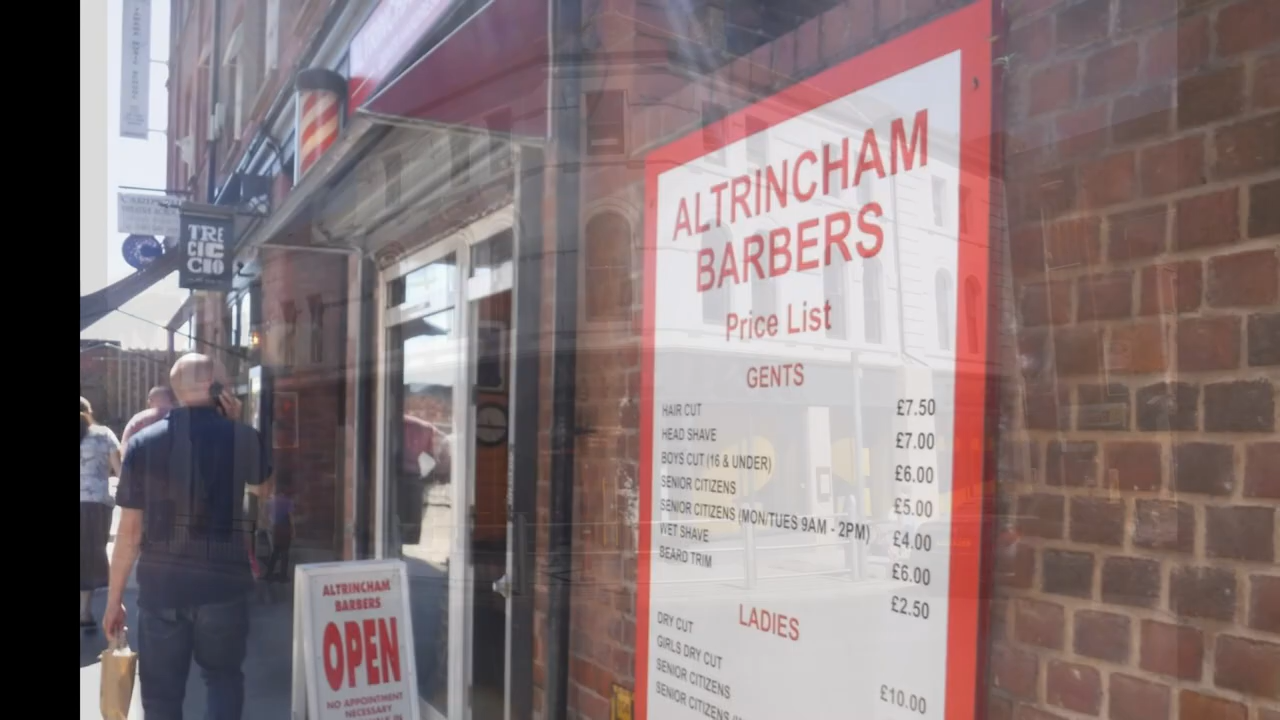 TRE
CIC
CIO
ALTRINCHAM
BARBERS
Price List
GENTS
HAIR CUT £7.50
HEAD SHAVE £7.00
BOYS CUT (16 & UNDER) £6.00
SENIOR CITIZENS £5.00
SENIOR CITIZENS (MON/TUES 9AM - 2PM) £4.00
WET SHAVE £6.00
BEARD TRIM £2.50
LADIES
DRY CUT £10.00
GIRLS DRY CUT
SENIOR CITIZENS
SENIOR CITIZENS
ALTRINCHAM
BARBERS
OPEN
NO APPOINTMENT
NECESSARY